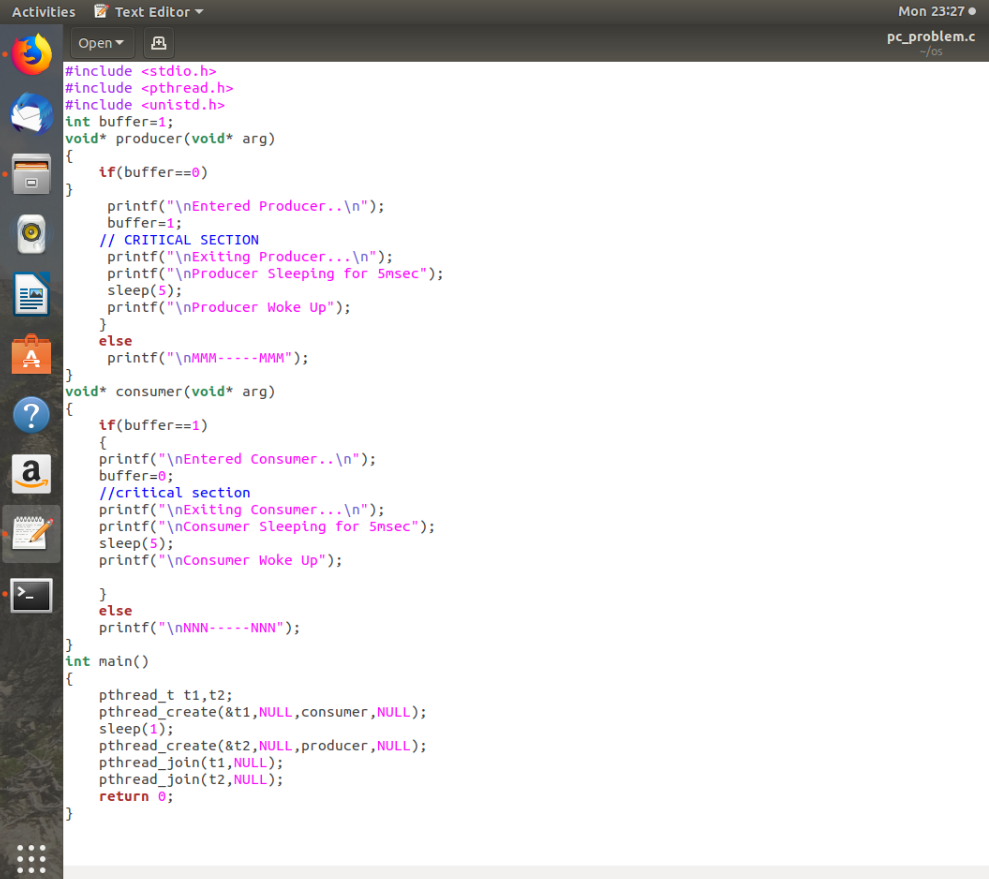 Activities Text Editor Mon 23:27
Open pc_problem.c
~/os
#include <stdio.h>
#include <pthread.h>
#include <unistd.h>
int buffer=1;
void* producer(void* arg)
{
    if(buffer==0)
}
     printf("\nEntered Producer..\n");
     buffer=1;
    // CRITICAL SECTION
     printf("\nExiting Producer...\n");
     printf("\nProducer Sleeping for 5msec");
     sleep(5);
     printf("\nProducer Woke Up");
    }
    else
     printf("\nMMM-----MMM");
}
void* consumer(void* arg)
{
    if(buffer==1)
    {
    printf("\nEntered Consumer..\n");
    buffer=0;
    //critical section
    printf("\nExiting Consumer...\n");
    printf("\nConsumer Sleeping for 5msec");
    sleep(5);
    printf("\nConsumer Woke Up");

    }
    else
    printf("\nNNN-----NNN");
}
int main()
{
    pthread_t t1,t2;
    pthread_create(&t1,NULL,consumer,NULL);
    sleep(1);
    pthread_create(&t2,NULL,producer,NULL);
    pthread_join(t1,NULL);
    pthread_join(t2,NULL);
    return 0;
}